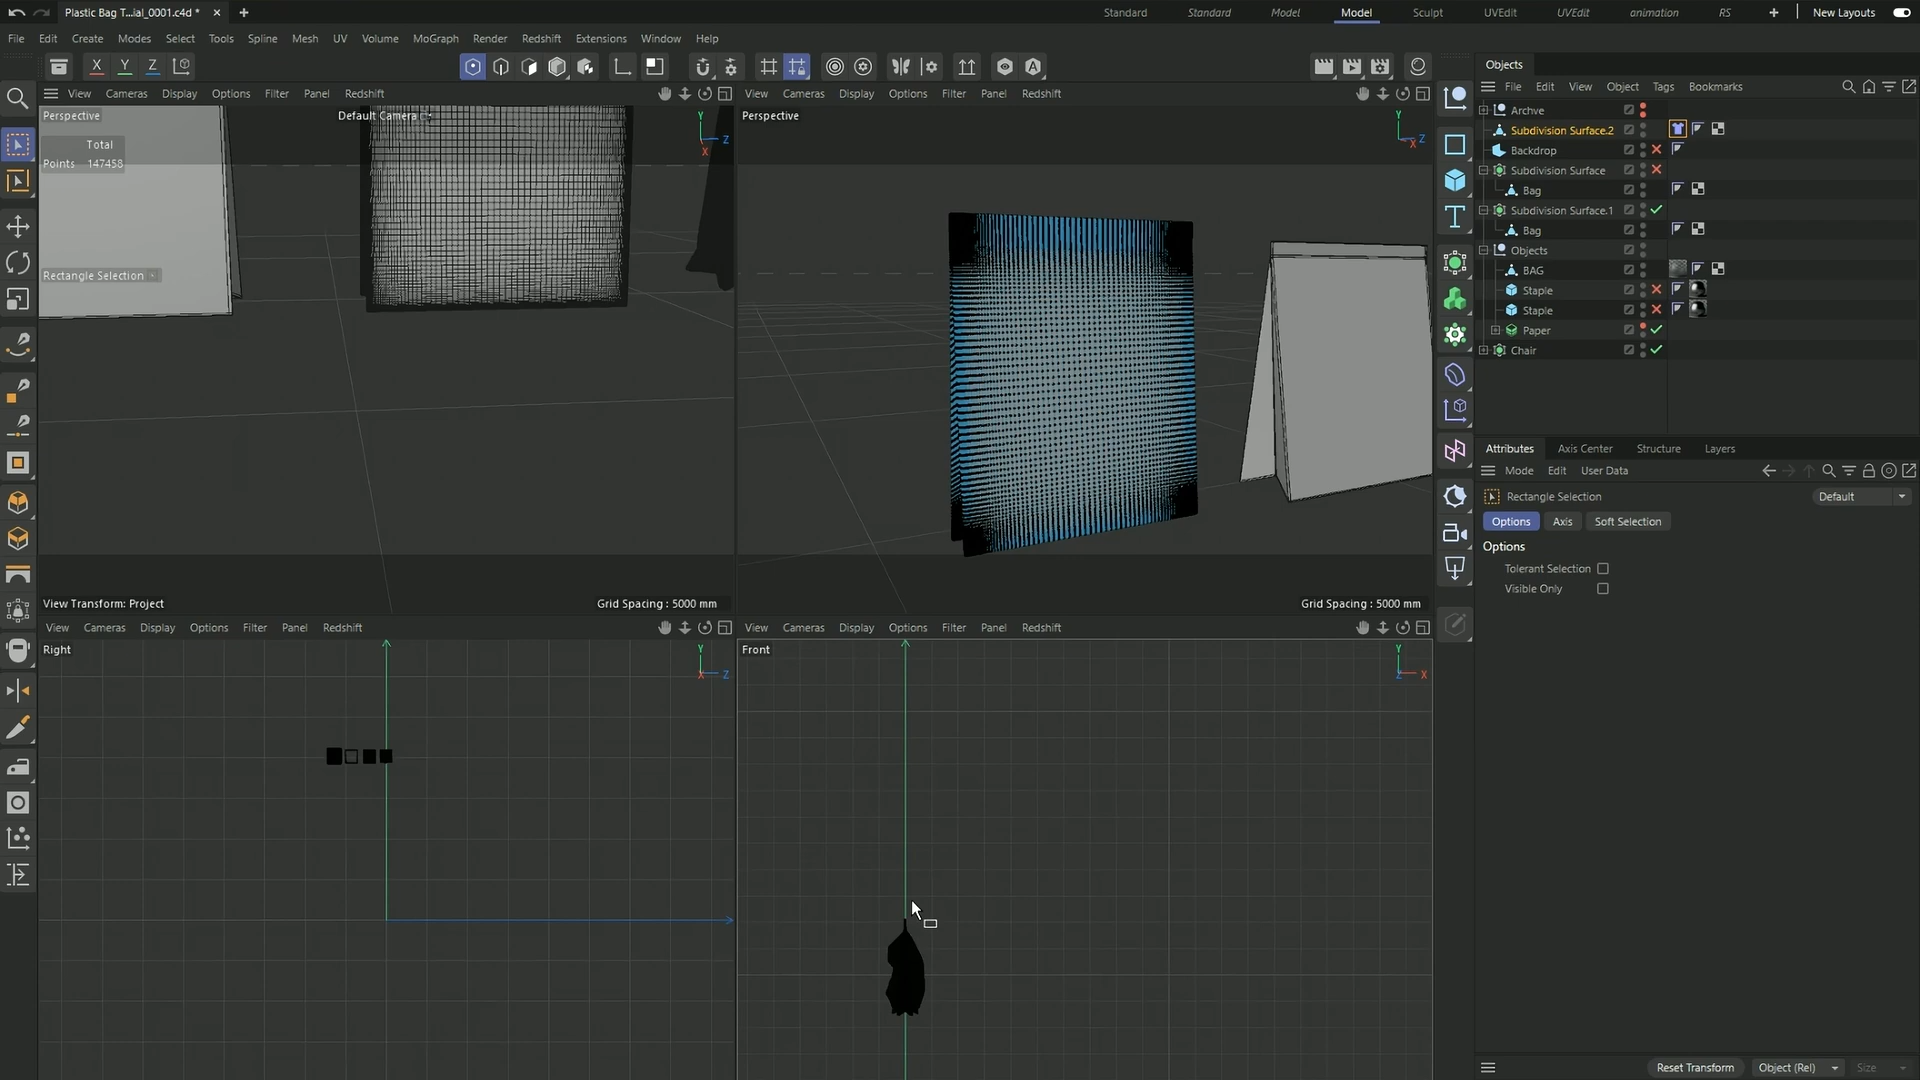 Plastic Bag T...ial_0001.c4d *
Standard
Standard
Model
Model
Sculpt
UVEdit
UVEdit
animation
RS
New Layouts
File Edit Create Modes Select Tools Spline Mesh UV Volume MoGraph Render Redshift Extensions Window Help
X Y Z
Objects
File Edit View Object Tags Bookmarks
View Cameras Display Options Filter Panel Redshift
View Cameras Display Options Filter Panel Redshift
Perspective
Default Camera
Y
Z
X
Perspective
Y
X
Z
Total
Points 147458
Rectangle Selection
View Transform: Project
Grid Spacing : 5000 mm
Grid Spacing : 5000 mm
Archve
Subdivision Surface.2
Backdrop
Subdivision Surface
Bag
Subdivision Surface.1
Bag
Objects
BAG
Staple
Staple
Paper
Chair
Attributes Axis Center Structure Layers
Mode Edit User Data
Rectangle Selection
Default
Options Axis Soft Selection
Options
Tolerant Selection
Visible Only
View Cameras Display Options Filter Panel Redshift
View Cameras Display Options Filter Panel Redshift
Right
Y
X
Z
Front
Y
Z
X
Reset Transform
Object (Rel)
Size